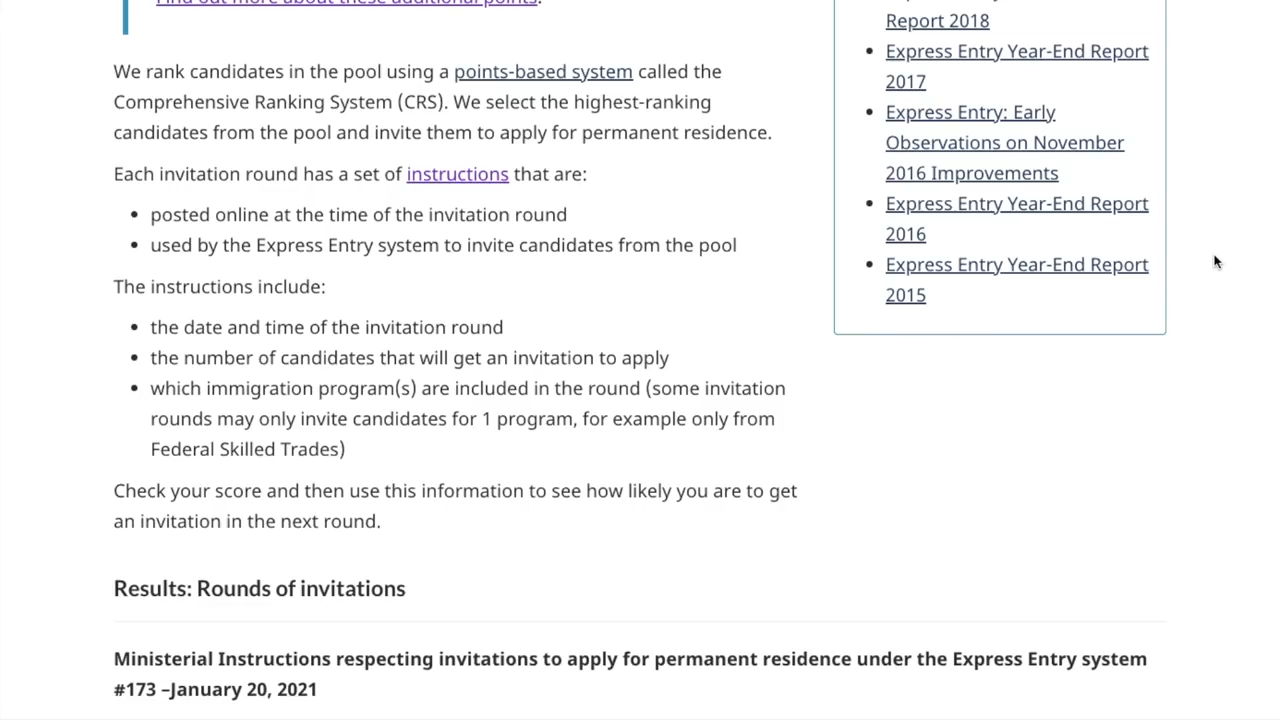 Find out more about these additional points.
We rank candidates in the pool using a points-based system called the
Comprehensive Ranking System (CRS). We select the highest-ranking
candidates from the pool and invite them to apply for permanent residence.
Each invitation round has a set of instructions that are:
• posted online at the time of the invitation round
• used by the Express Entry system to invite candidates from the pool
The instructions include:
• the date and time of the invitation round
• the number of candidates that will get an invitation to apply
• which immigration program(s) are included in the round (some invitation
rounds may only invite candidates for 1 program, for example only from
Federal Skilled Trades)
Check your score and then use this information to see how likely you are to get
an invitation in the next round.
Report 2018
• Express Entry Year-End Report
2017
• Express Entry: Early
Observations on November
2016 Improvements
• Express Entry Year-End Report
2016
• Express Entry Year-End Report
2015
Results: Rounds of invitations
Ministerial Instructions respecting invitations to apply for permanent residence under the Express Entry system
#173 –January 20, 2021